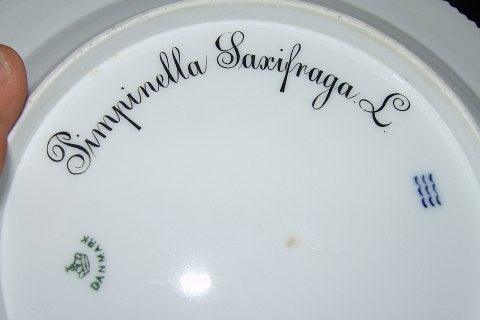 Pimpinella Saxifraga. L.
DANMARK